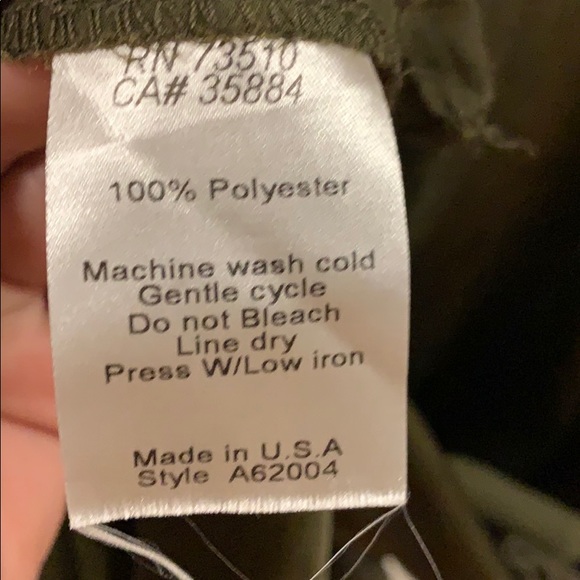 RN 73510
CA# 35884
100% Polyester
Machine wash cold
Gentle cycle
Do not Bleach
Line dry
Press W/Low iron
Made in U.S.A
Style A62004